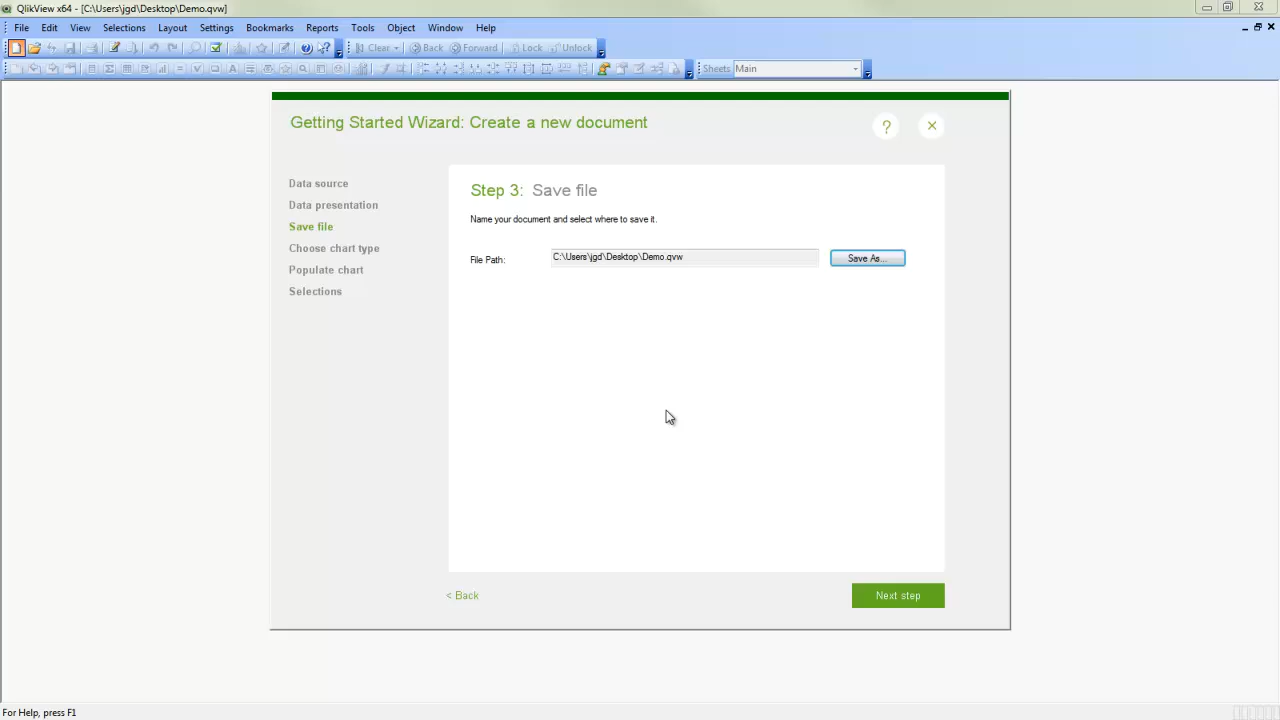 QlikView x64 - [C:\Users\jgd\Desktop\Demo.qvw]
File Edit View Selections Layout Settings Bookmarks Reports Tools Object Window Help
Clear Back Forward Lock Unlock
Sheets Main
Getting Started Wizard: Create a new document
? ×
Data source
Data presentation
Save file
Choose chart type
Populate chart
Selections
Step 3: Save file
Name your document and select where to save it.
File Path: C:\Users\jgd\Desktop\Demo.qvw Save As...
< Back Next step
For Help, press F1